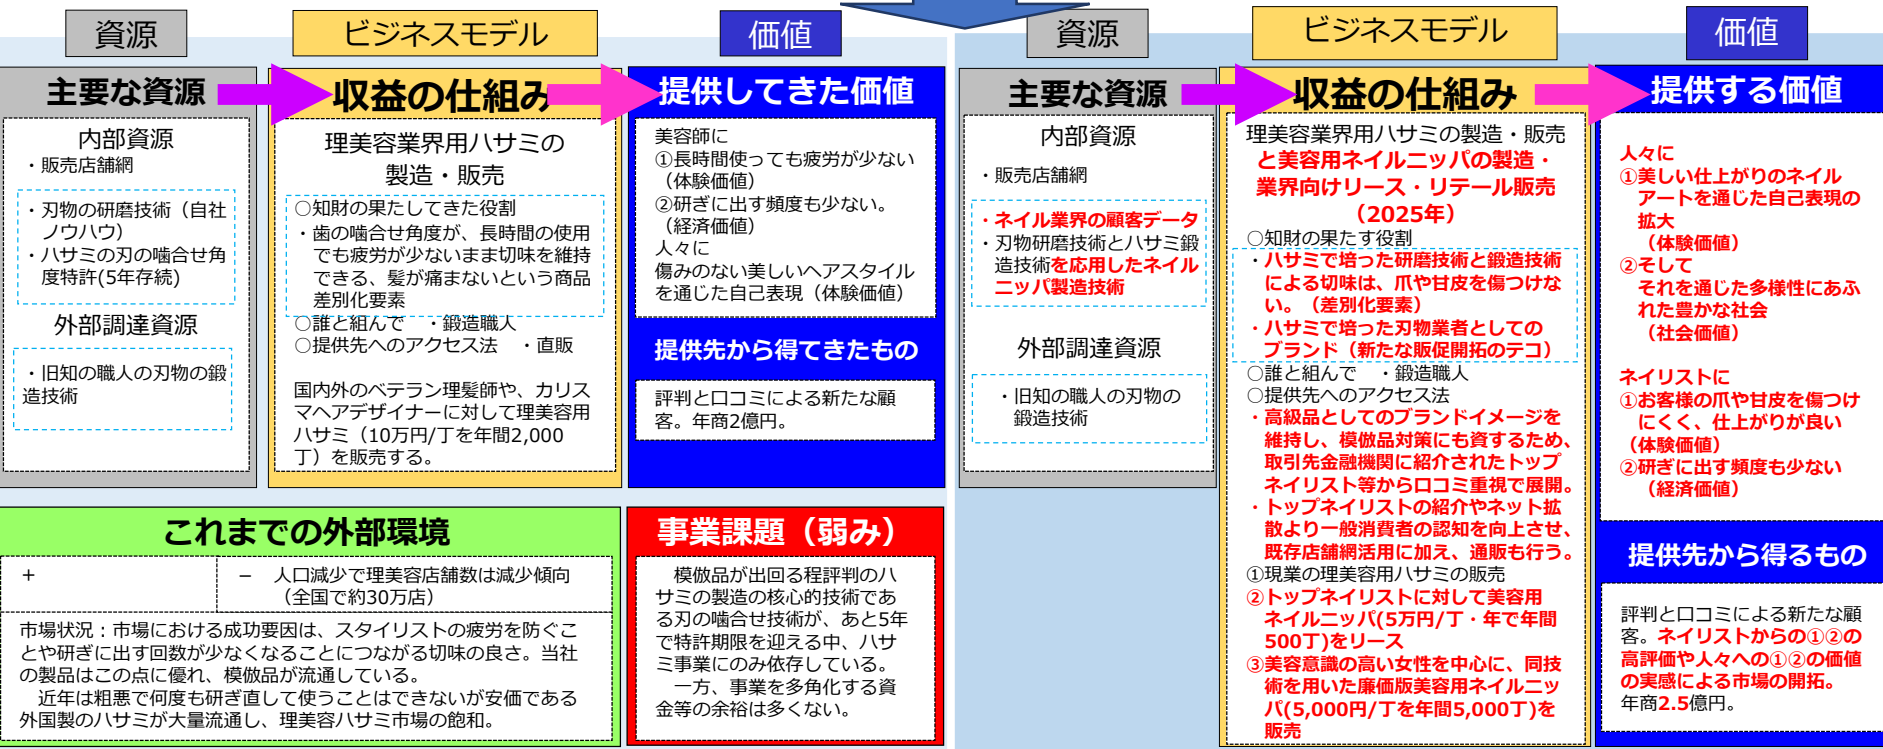 資源
ビジネスモデル
価値
主要な資源
内部資源
・販売店舗網
・刃物の研磨技術（自社
ノウハウ）
・ハサミの刃の噛合せ角
度特許(5年存続)
外部調達資源
・旧知の職人の刃物の鍛
造技術
収益の仕組み
理美容業界用ハサミの
製造・販売
○知財の果たしてきた役割
・歯の噛合せ角度が、長時間の使用
でも疲労が少ないまま切味を維持
できる、髪が痛まないという商品
差別化要素
○誰と組んで　・鍛造職人
○提供先へのアクセス法　・直販
国内外のベテラン理髪師や、カリス
マヘアデザイナーに対して理美容用
ハサミ（10万円/丁を年間2,000
丁）を販売する。
提供してきた価値
美容師に
①長時間使っても疲労が少ない
（体験価値）
②研ぎに出す頻度も少ない。
（経済価値）
人々に
傷みのない美しいヘアスタイル
を通じた自己表現（体験価値）
提供先から得てきたもの
評判と口コミによる新たな顧
客。年商2億円。
これまでの外部環境
+
−　人口減少で理美容店舗数は減少傾向
（全国で約30万店）
市場状況：市場における成功要因は、スタイリストの疲労を防ぐこ
とや研ぎに出す回数が少なくなることにつながる切味の良さ。当社
の製品はこの点に優れ、模倣品が流通している。
近年は粗悪で何度も研ぎ直して使うことはできないが安価である
外国製のハサミが大量流通し、理美容ハサミ市場の飽和。
事業課題（弱み）
模倣品が出回る程評判のハ
サミの製造の核心的技術であ
る刃の噛合せ技術が、あと5年
で特許期限を迎える中、ハサ
ミ事業にのみ依存している。
一方、事業を多角化する資
金等の余裕は多くない。
資源
ビジネスモデル
価値
主要な資源
内部資源
・販売店舗網
・ネイル業界の顧客データ
・刃物研磨技術とハサミ鍛
造技術を応用したネイル
ニッパ製造技術
外部調達資源
・旧知の職人の刃物の
鍛造技術
収益の仕組み
理美容業界用ハサミの製造・販売
と美容用ネイルニッパの製造・
業界向けリース・リテール販売
（2025年）
○知財の果たす役割
・ハサミで培った研磨技術と鍛造技術
による切味は、爪や甘皮を傷つけな
い。（差別化要素）
・ハサミで培った刃物業者としての
ブランド（新たな販促開拓のテコ）
○誰と組んで　・鍛造職人
○提供先へのアクセス法
・高級品としてのブランドイメージを
維持し、模倣品対策にも資するため、
取引先金融機関に紹介されたトップ
ネイリスト等から口コミ重視で展開。
・トップネイリストの紹介やネット拡
散より一般消費者の認知を向上させ、
既存店舗網活用に加え、通販も行う。
①現業の理美容用ハサミの販売
②トップネイリストに対して美容用
ネイルニッパ(5万円/丁・年で年間
500丁)をリース
③美容意識の高い女性を中心に、同技
術を用いた廉価版美容用ネイルニッ
パ(5,000円/丁を年間5,000丁)を
販売
提供する価値
人々に
①美しい仕上がりのネイル
アートを通じた自己表現の
拡大
（体験価値）
②そして
それを通じた多様性にあふ
れた豊かな社会
（社会価値）
ネイリストに
①お客様の爪や甘皮を傷つけ
にくく、仕上がりが良い
（体験価値）
②研ぎに出す頻度も少ない
（経済価値）
提供先から得るもの
評判と口コミによる新たな顧
客。ネイリストからの①②の
高評価や人々への①②の価値
の実感による市場の開拓。
年商2.5億円。